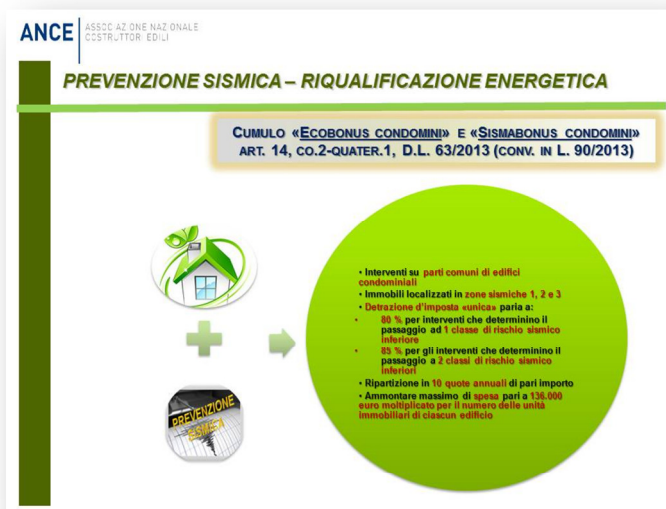 ANCE
ASSOCIAZIONE NAZIONALE
COSTRUTTORI EDILI
PREVENZIONE SISMICA – RIQUALIFICAZIONE ENERGETICA
CUMULO «ECOBONUS CONDOMINI» E «SISMABONUS CONDOMINI»
ART. 14, CO.2-QUATER.1, D.L. 63/2013 (CONV. IN L. 90/2013)
• Interventi su parti comuni di edifici
condominiali
• Immobili localizzati in zone sismiche 1, 2 e 3
• Detrazione d'imposta «unica» pari a:
• 80 % per interventi che determinino il
passaggio ad 1 classe di rischio sismico
inferiore
• 85 % per gli interventi che determinino il
passaggio a 2 classi di rischio sismico
inferiori
• Ripartizione in 10 quote annuali di pari importo
• Ammontare massimo di spesa pari a 136.000
euro moltiplicato per il numero delle unità
immobiliari di ciascun edificio
PREVENZIONE
SISMICA